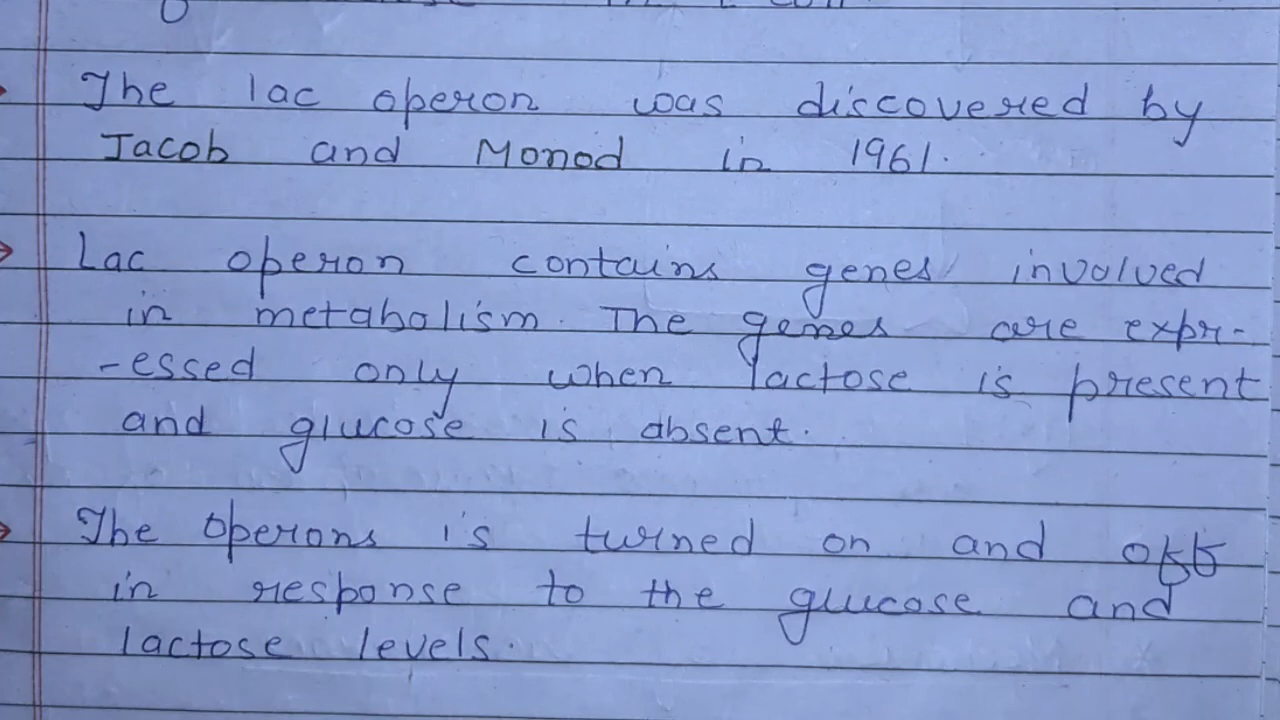 The lac operon was discovered by
Jacob and Monod in 1961.
Lac operon contains genes involved
in metabolism. The genes are expr-
-essed only when lactose is present
and glucose is absent.
The operons is turned on and off
in response to the glucose and
lactose levels.